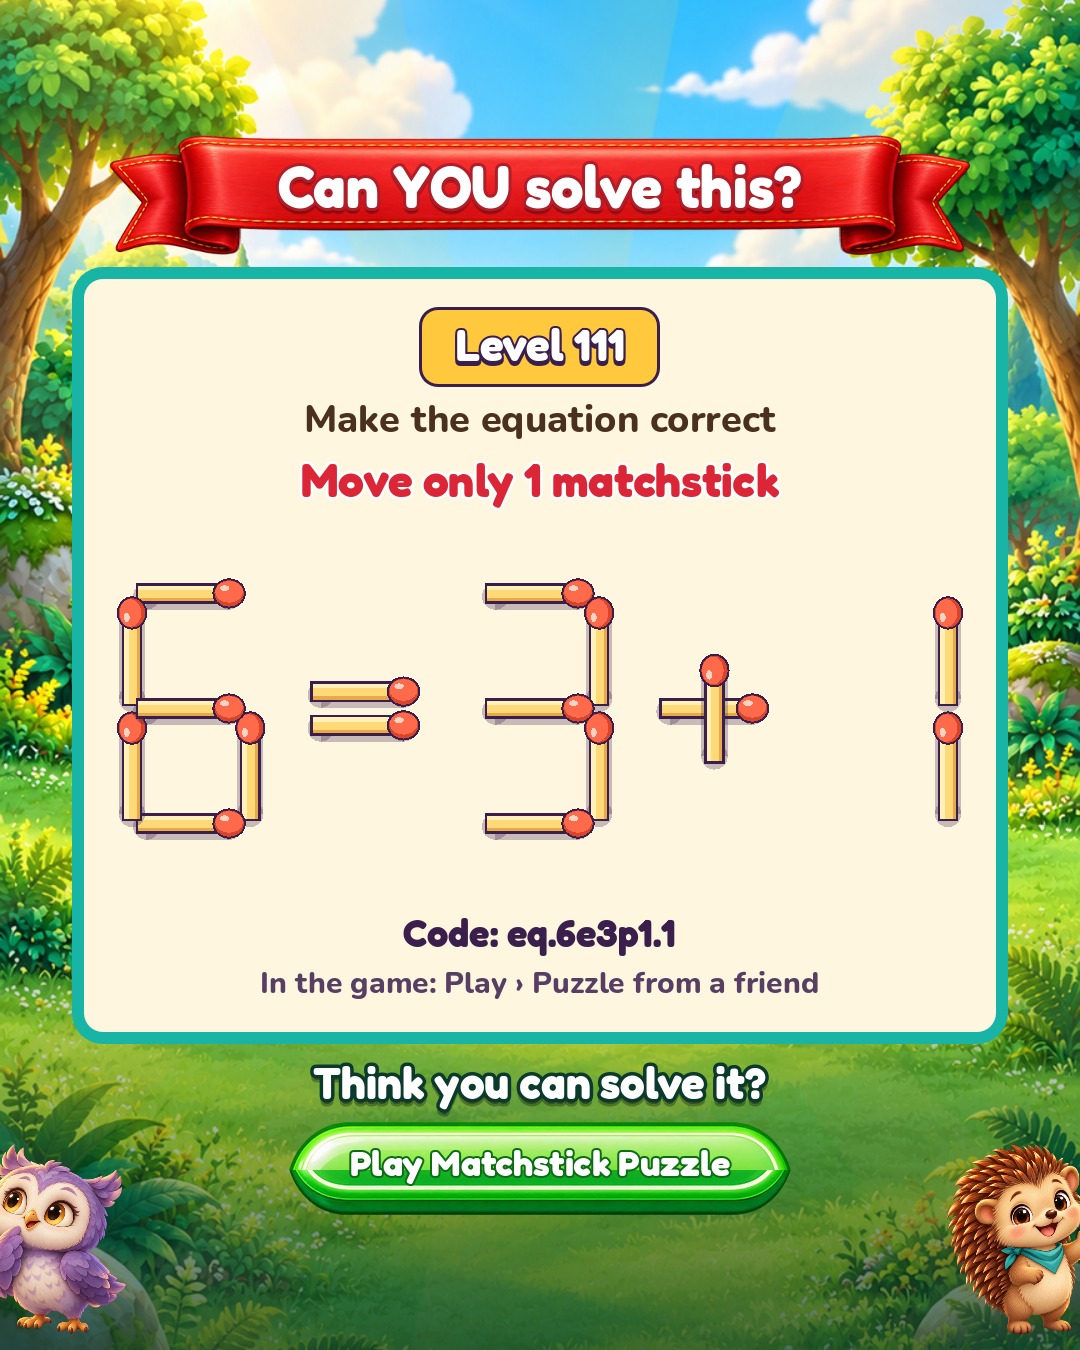 Can YOU solve this?
Level 111
Make the equation correct
Move only 1 matchstick
6 = 3 + 1
Code: eq.6e3p1.1
In the game: Play › Puzzle from a friend
Think you can solve it?
Play Matchstick Puzzle